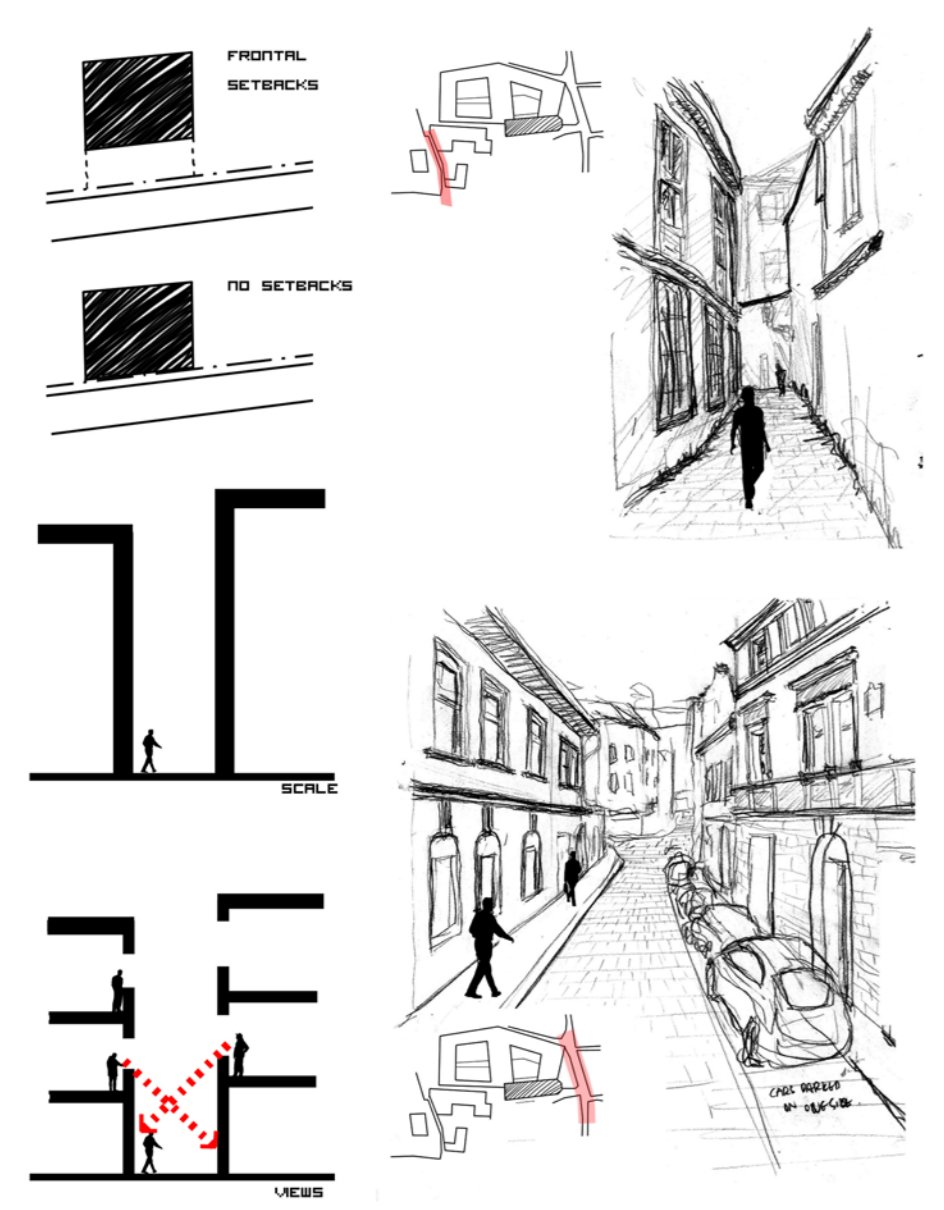 FRONTAL
SETBACKS
NO SETBACKS
SCALE
VIEWS
CARS PARKED
ON ONE SIDE.